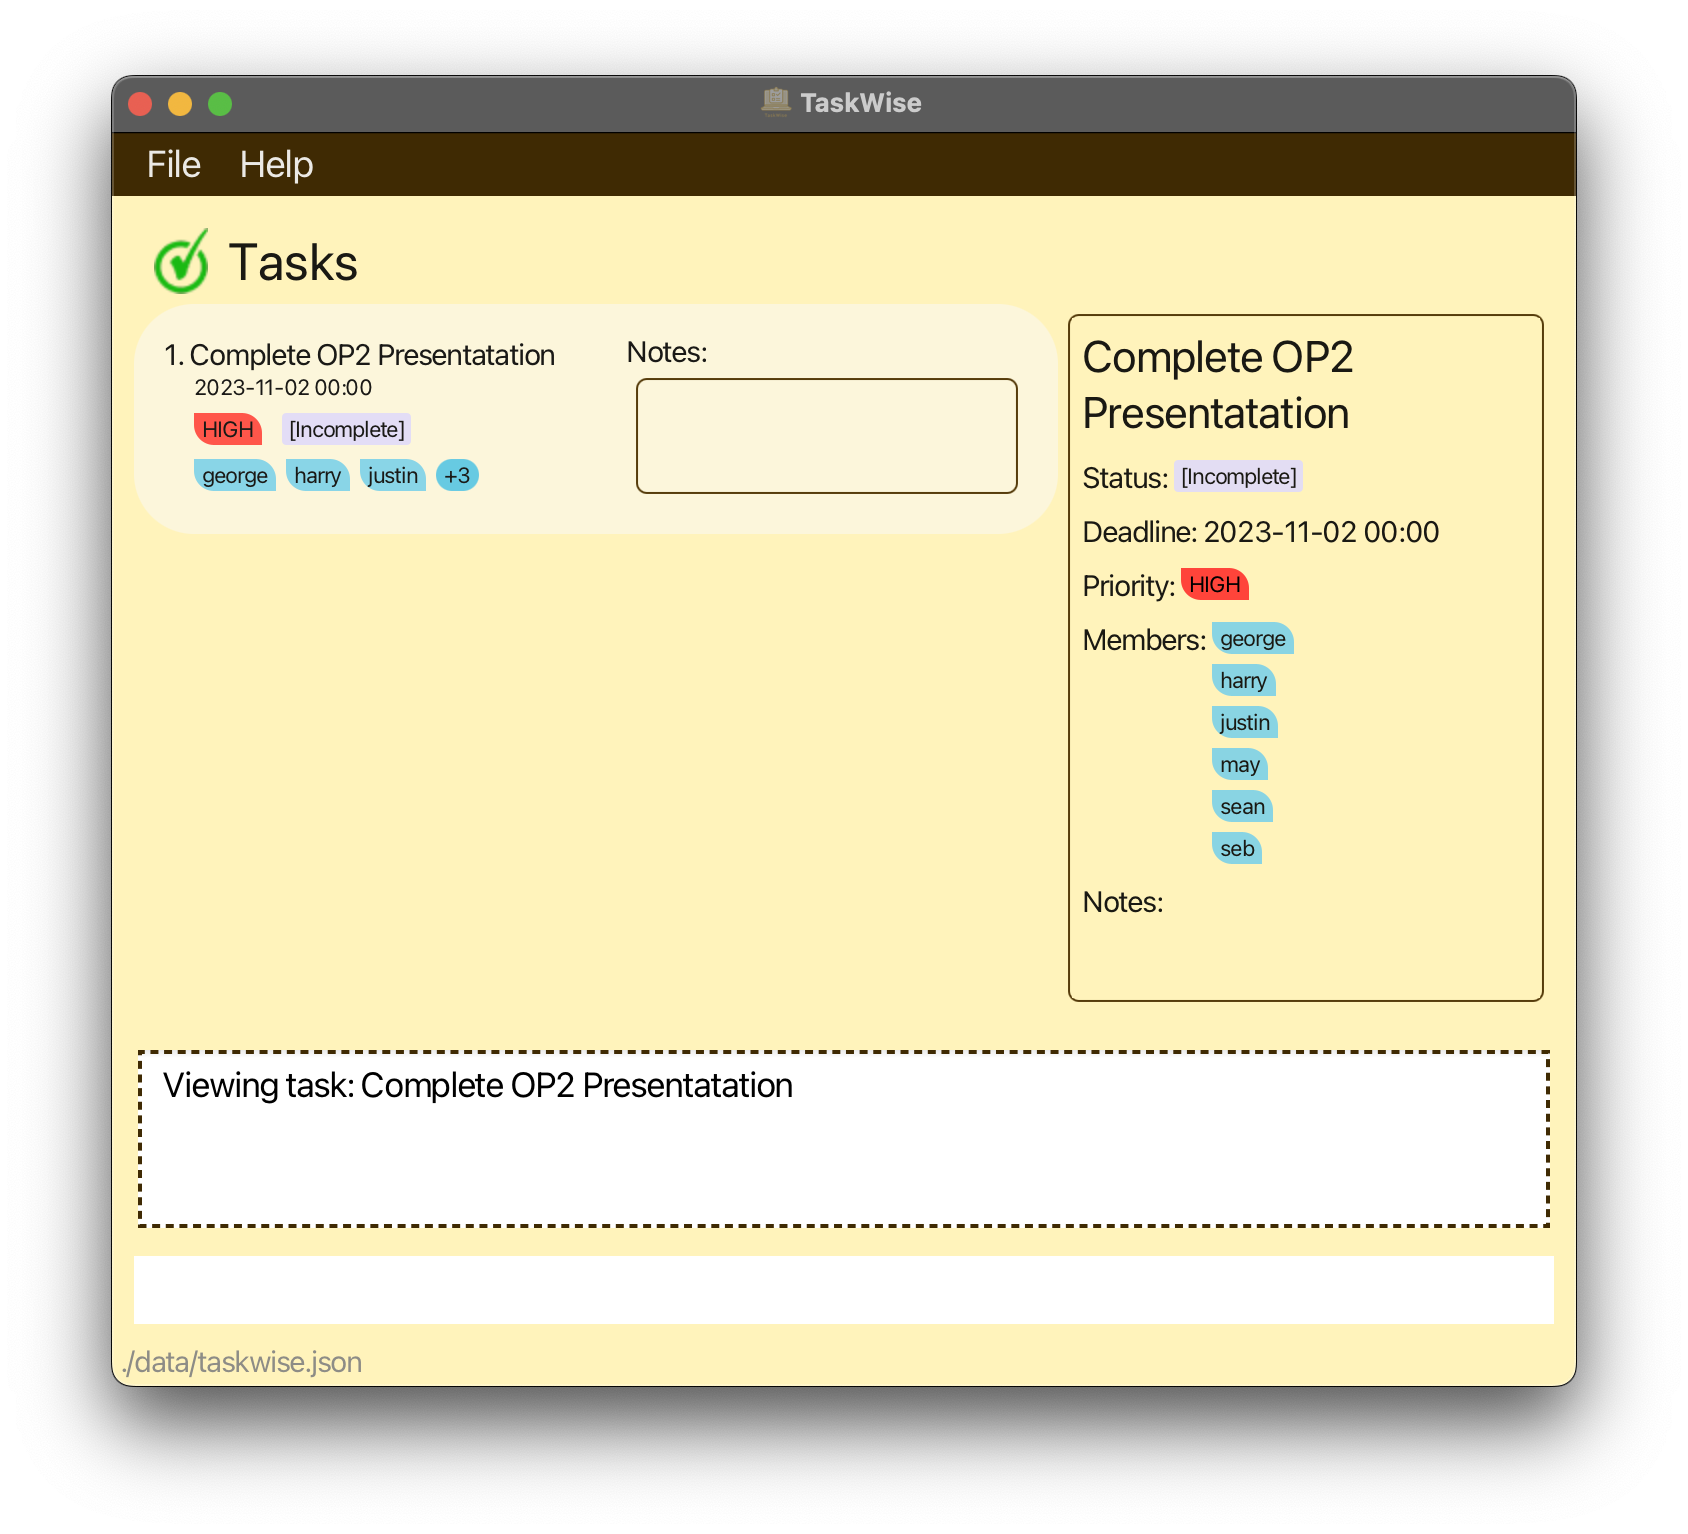 TaskWise
File Help
Tasks
1. Complete OP2 Presentatation
2023-11-02 00:00
HIGH [Incomplete]
george harry justin +3
Notes:
Complete OP2
Presentatation
Status: [Incomplete]
Deadline: 2023-11-02 00:00
Priority: HIGH
Members: george
harry
justin
may
sean
seb
Notes:
Viewing task: Complete OP2 Presentatation
./data/taskwise.json